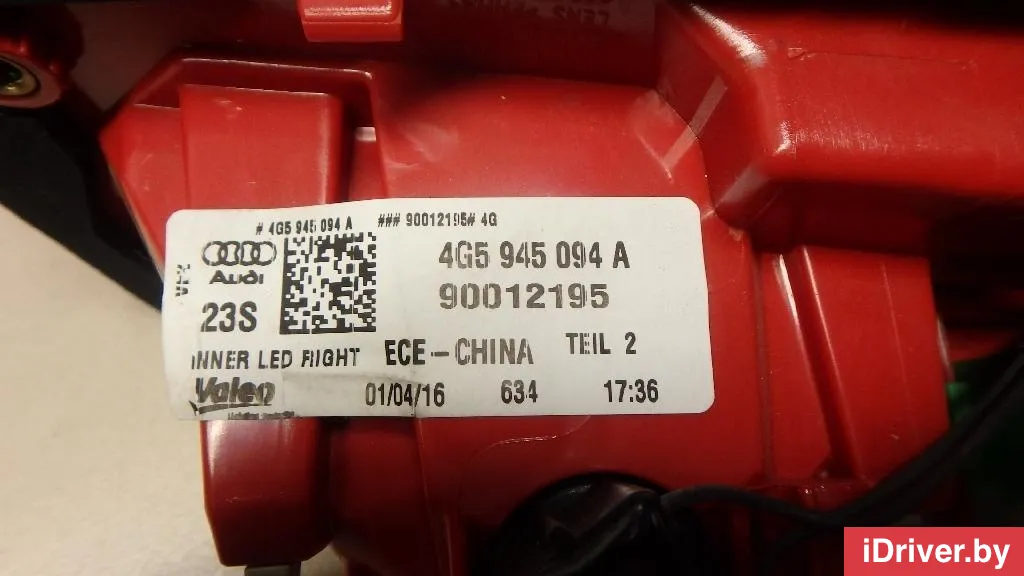 # 4G5 945 094 A ### 90012195# 4G
Audi
4G5 945 094 A
90012195
23S
INNER LED RIGHT ECE-CHINA TEIL 2
Valeo 01/04/16 634 17:36
iDriver.by